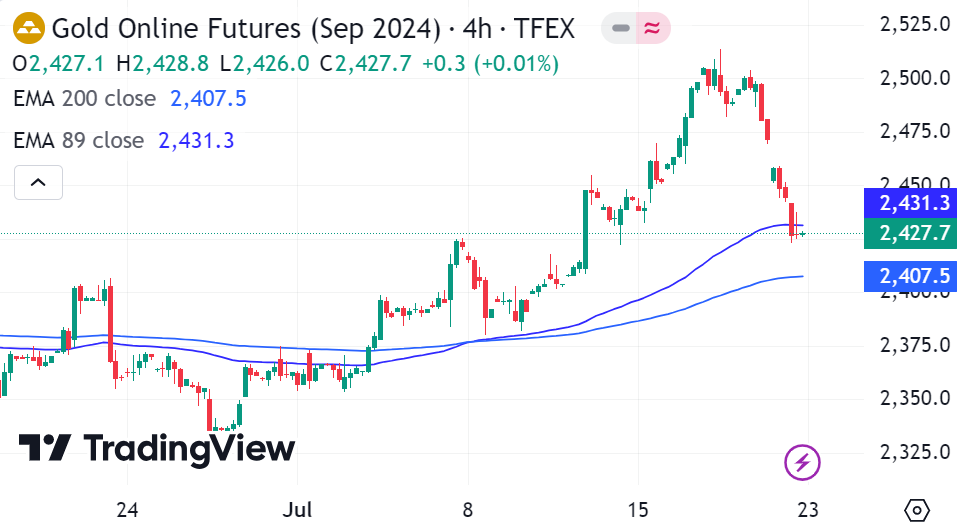 Gold Online Futures (Sep 2024) · 4h · TFEX
O2,427.1 H2,428.8 L2,426.0 C2,427.7 +0.3 (+0.01%)
EMA 200 close 2,407.5
EMA 89 close 2,431.3
2,525.0
2,500.0
2,475.0
2,450.0
2,431.3
2,427.7
2,407.5
2,400.0
2,375.0
2,350.0
2,325.0
TradingView
24 Jul 8 15 23